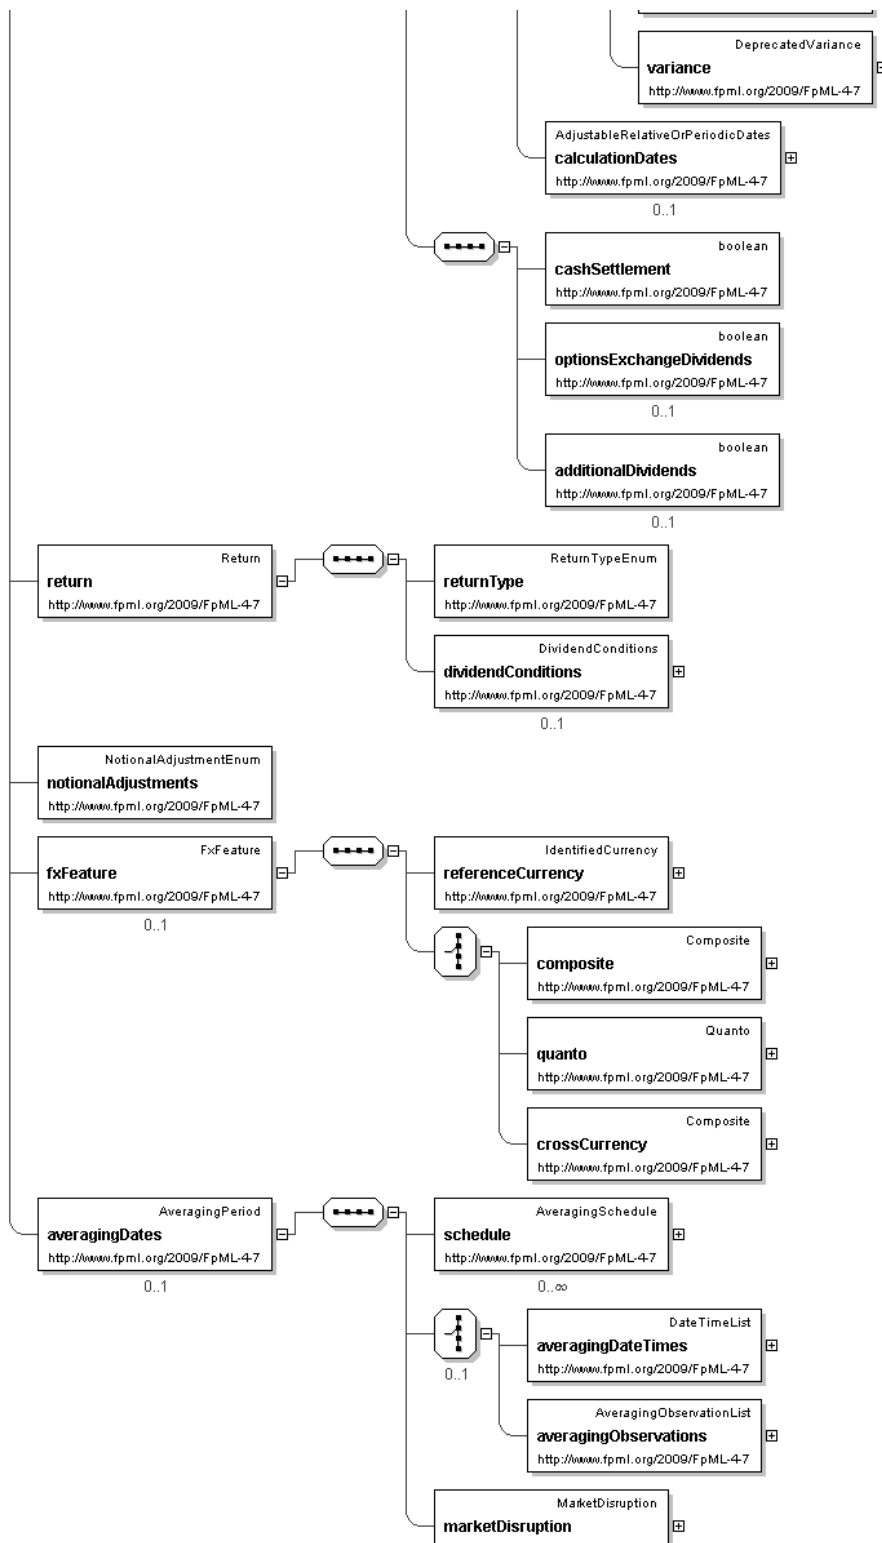 DeprecatedVariance
variance
http://www.fpml.org/2009/FpML-4-7
AdjustableRelativeOrPeriodicDates
calculationDates
http://www.fpml.org/2009/FpML-4-7
0..1
boolean
cashSettlement
http://www.fpml.org/2009/FpML-4-7
boolean
optionsExchangeDividends
http://www.fpml.org/2009/FpML-4-7
0..1
boolean
additionalDividends
http://www.fpml.org/2009/FpML-4-7
0..1
Return
return
http://www.fpml.org/2009/FpML-4-7
ReturnTypeEnum
returnType
http://www.fpml.org/2009/FpML-4-7
DividendConditions
dividendConditions
http://www.fpml.org/2009/FpML-4-7
0..1
NotionalAdjustmentEnum
notionalAdjustments
http://www.fpml.org/2009/FpML-4-7
FxFeature
fxFeature
http://www.fpml.org/2009/FpML-4-7
0..1
IdentifiedCurrency
referenceCurrency
http://www.fpml.org/2009/FpML-4-7
Composite
composite
http://www.fpml.org/2009/FpML-4-7
Quanto
quanto
http://www.fpml.org/2009/FpML-4-7
Composite
crossCurrency
http://www.fpml.org/2009/FpML-4-7
AveragingPeriod
averagingDates
http://www.fpml.org/2009/FpML-4-7
0..1
AveragingSchedule
schedule
http://www.fpml.org/2009/FpML-4-7
0..∞
0..1
DateTimeList
averagingDateTimes
http://www.fpml.org/2009/FpML-4-7
AveragingObservationList
averagingObservations
http://www.fpml.org/2009/FpML-4-7
MarketDisruption
marketDisruption